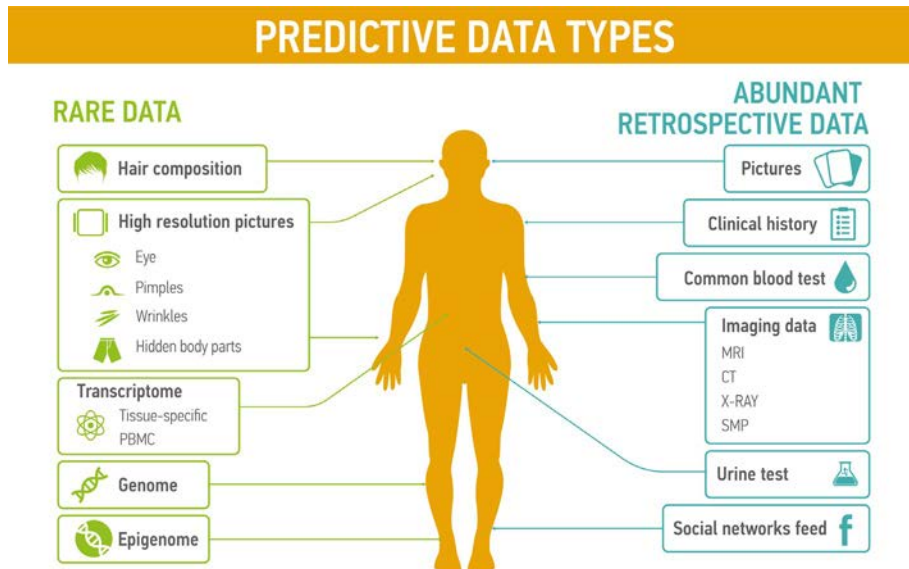 PREDICTIVE DATA TYPES
RARE DATA
Hair composition
High resolution pictures
Eye
Pimples
Wrinkles
Hidden body parts
Transcriptome
Tissue-specific
PBMC
Genome
Epigenome
ABUNDANT
RETROSPECTIVE DATA
Pictures
Clinical history
Common blood test
Imaging data
MRI
CT
X-RAY
SMP
Urine test
Social networks feed